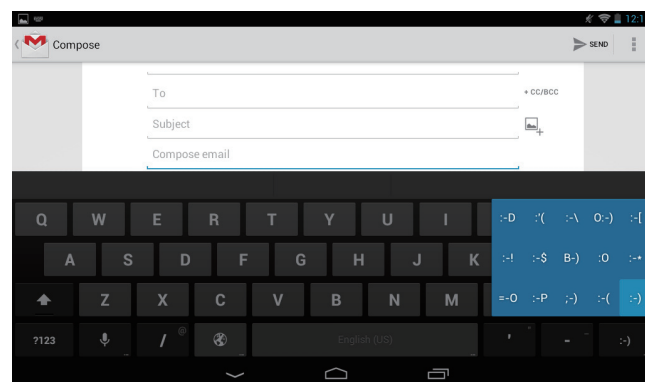 12:1
Compose SEND
To + CC/BCC
Subject
Compose email
Q W E R T Y U I :-D :'( :-\ O:-) :-[
A S D F G H J K :-! :-$ B-) :O :-*
Z X C V B N M =-O :-P ;-) :-( :-)
?123 / @ English (US) ' - :-)